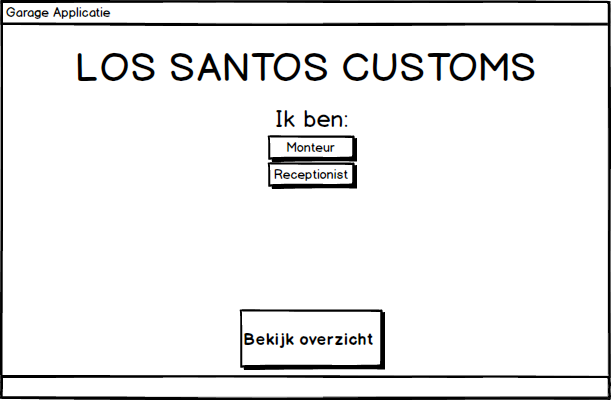 Garage Applicatie
LOS SANTOS CUSTOMS
Ik ben:
Monteur
Receptionist
Bekijk overzicht